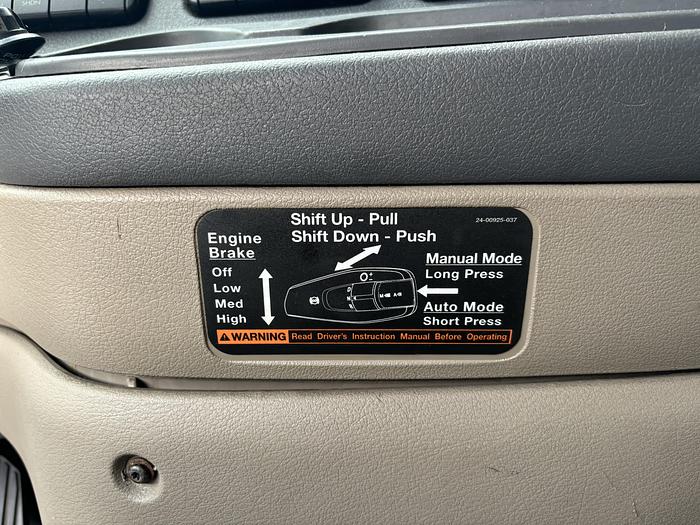 SHDN
Shift Up - Pull
24-00925-037
Shift Down - Push
Engine
Brake
Off
Low
Med
High
Manual Mode
Long Press
Auto Mode
Short Press
WARNING Read Driver's Instruction Manual Before Operating